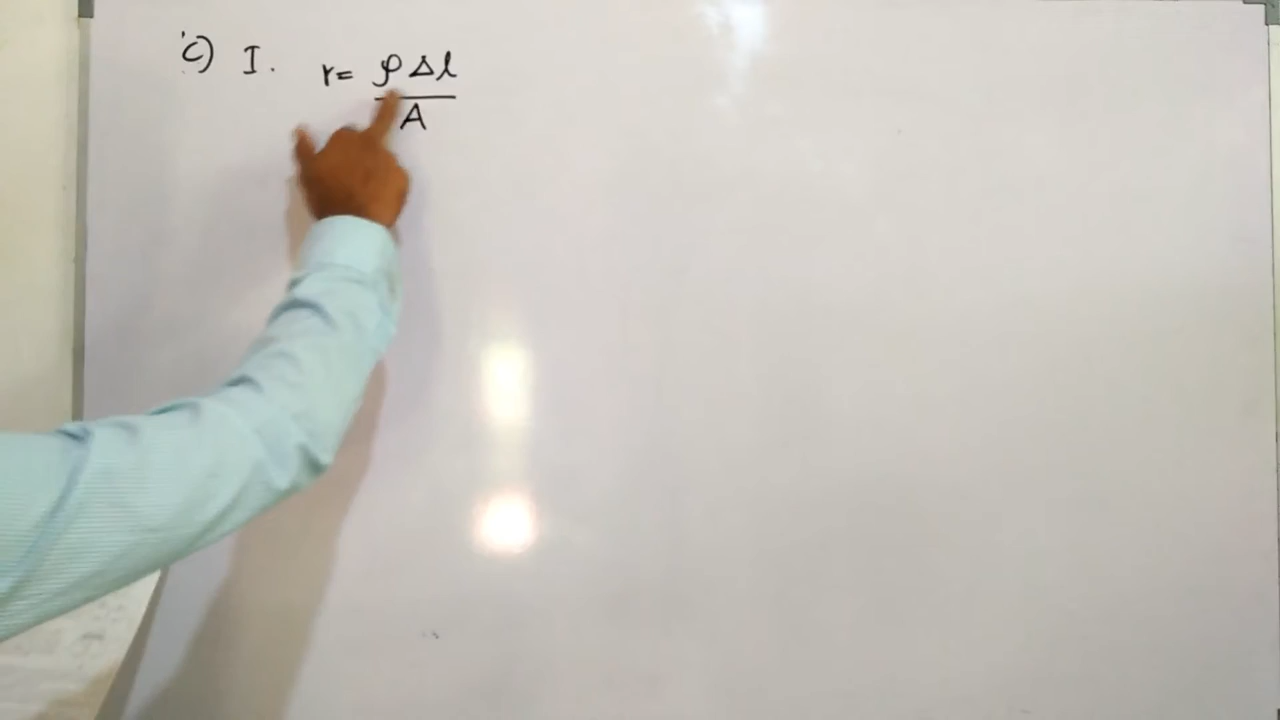 c) I. r = ρΔl / A